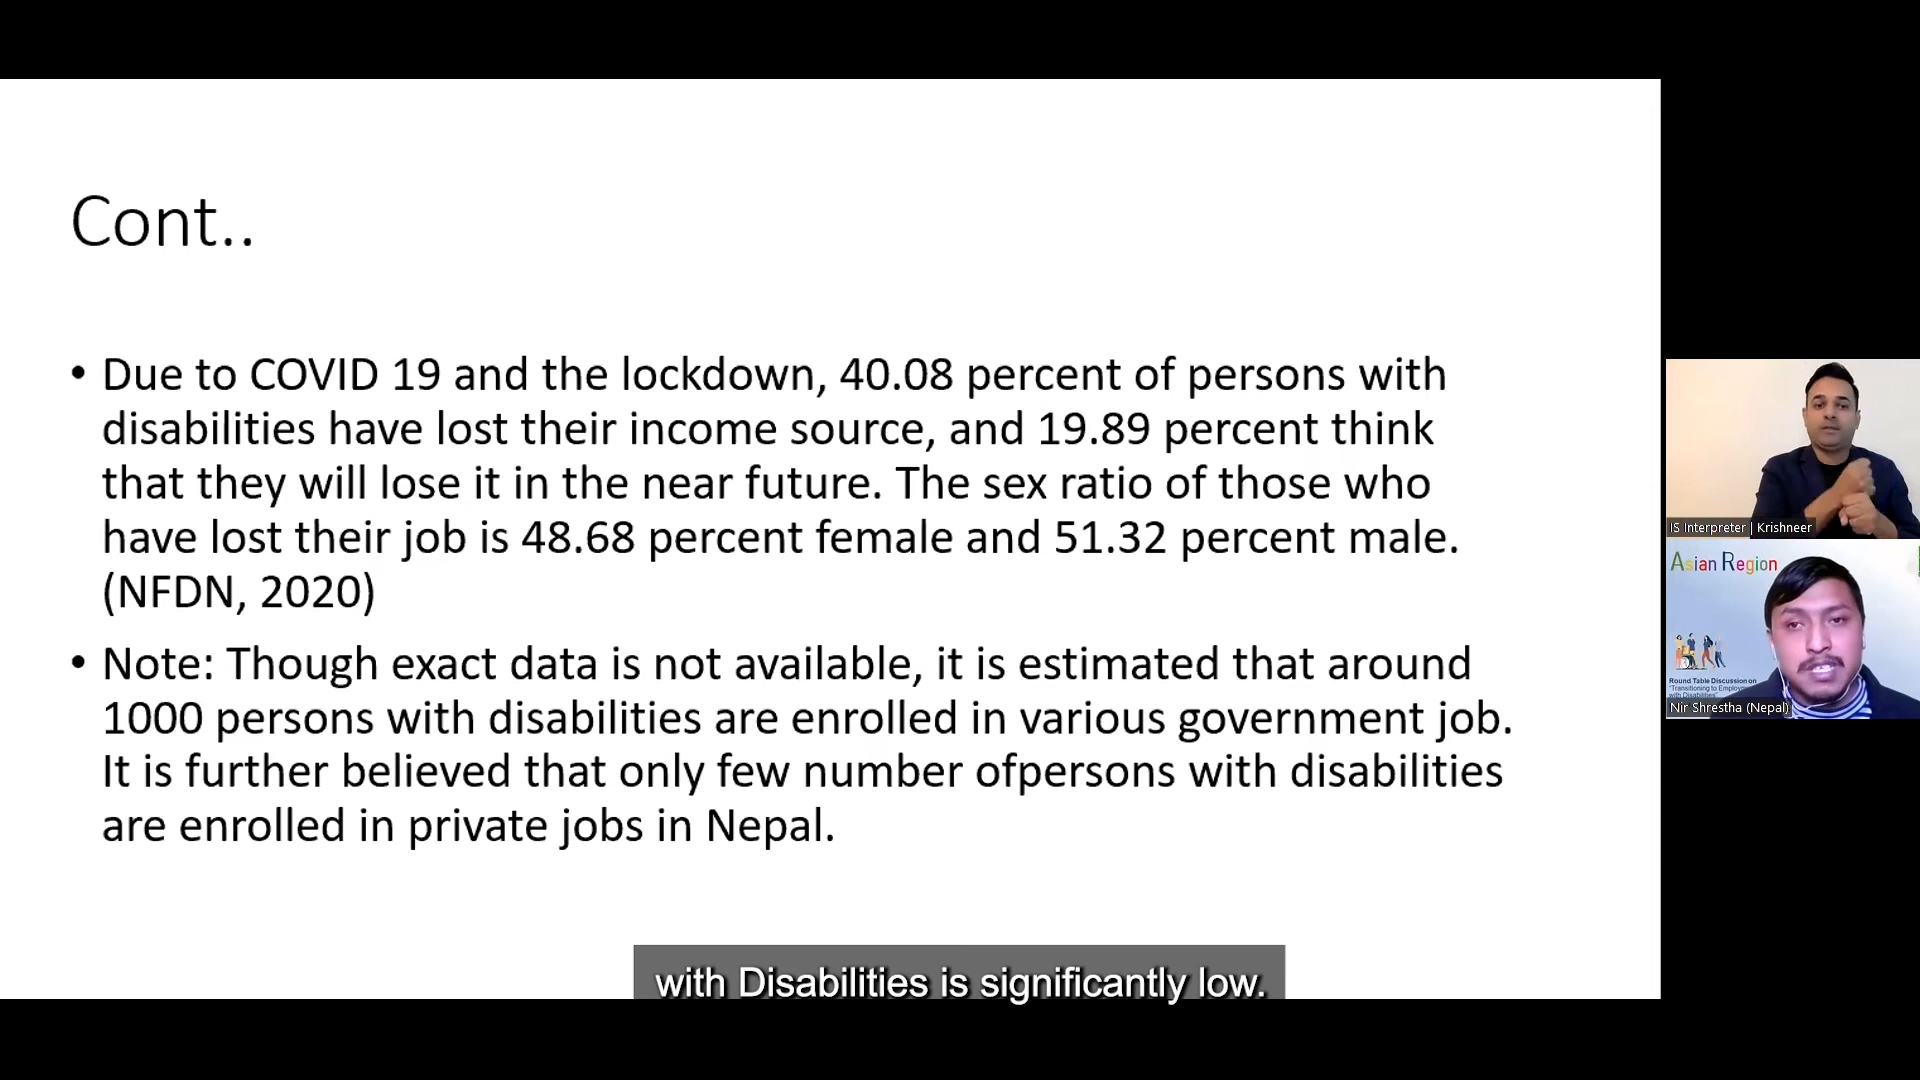 Cont..
• Due to COVID 19 and the lockdown, 40.08 percent of persons with
disabilities have lost their income source, and 19.89 percent think
that they will lose it in the near future. The sex ratio of those who
have lost their job is 48.68 percent female and 51.32 percent male.
(NFDN, 2020)
• Note: Though exact data is not available, it is estimated that around
1000 persons with disabilities are enrolled in various government job.
It is further believed that only few number ofpersons with disabilities
are enrolled in private jobs in Nepal.
with Disabilities is significantly low.
IS Interpreter | Krishneer
Asian Region
Round Table Discussion on
"Transitioning to Employ
with Disabilities"
Nir Shrestha (Nepal)